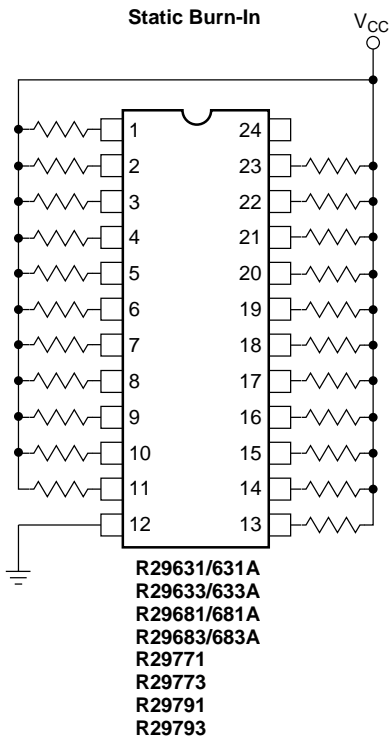 Static Burn-In
VCC
1 24
2 23
3 22
4 21
5 20
6 19
7 18
8 17
9 16
10 15
11 14
12 13
R29631/631A
R29633/633A
R29681/681A
R29683/683A
R29771
R29773
R29791
R29793